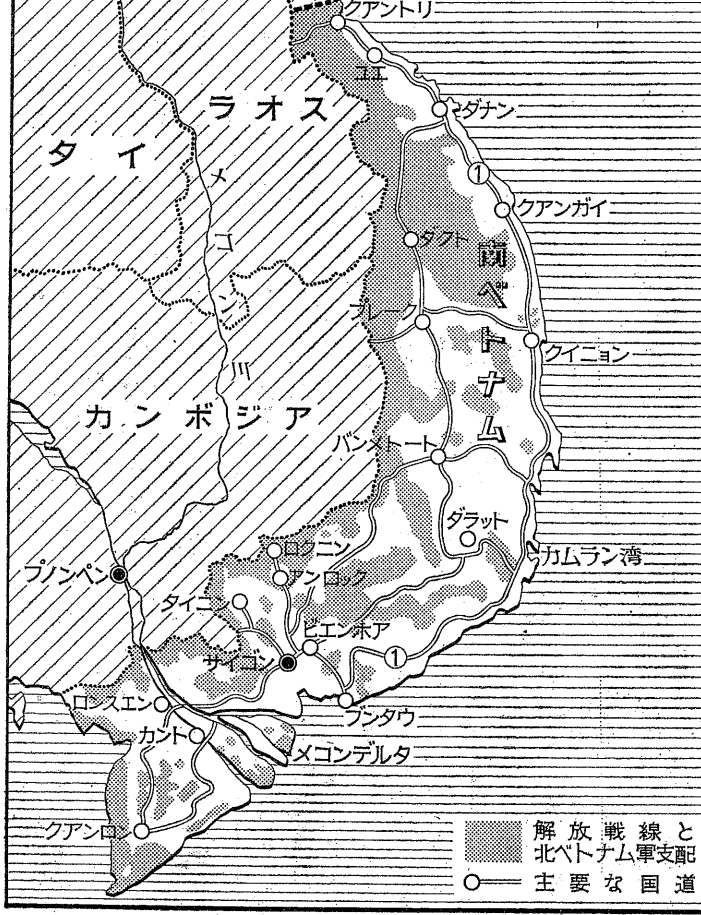 クアントリ
ユエ
ダナン
ラオス
タイ
メコン川
①
クアンガイ
ダクト
南ベトナム
プレーク
クイニョン
カンボジア
バンメトート
ダラット
ロクニン
カムラン湾
プノンペン
アンロック
タイニン
ビエンホア
サイゴン
①
ロンスエン
ブンタウ
カント
メコンデルタ
クアンロン
解放戦線と
北ベトナム軍支配
主要な国道